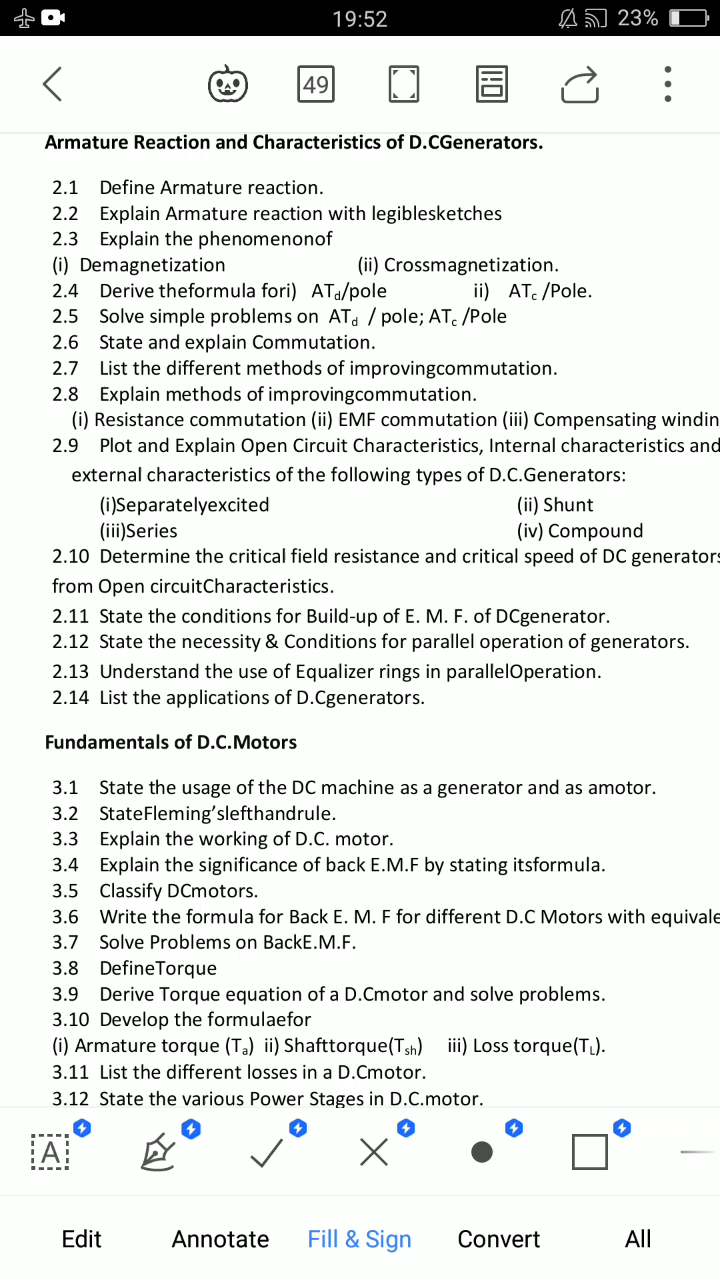 19:52 23%
49
Armature Reaction and Characteristics of D.CGenerators.
2.1 Define Armature reaction.
2.2 Explain Armature reaction with legiblesketches
2.3 Explain the phenomenonof
(i) Demagnetization (ii) Crossmagnetization.
2.4 Derive theformula fori) ATd/pole ii) ATc /Pole.
2.5 Solve simple problems on ATd / pole; ATc /Pole
2.6 State and explain Commutation.
2.7 List the different methods of improvingcommutation.
2.8 Explain methods of improvingcommutation.
(i) Resistance commutation (ii) EMF commutation (iii) Compensating windin
2.9 Plot and Explain Open Circuit Characteristics, Internal characteristics and
external characteristics of the following types of D.C.Generators:
(i)Separatelyexcited (ii) Shunt
(iii)Series (iv) Compound
2.10 Determine the critical field resistance and critical speed of DC generators
from Open circuitCharacteristics.
2.11 State the conditions for Build-up of E. M. F. of DCgenerator.
2.12 State the necessity & Conditions for parallel operation of generators.
2.13 Understand the use of Equalizer rings in parallelOperation.
2.14 List the applications of D.Cgenerators.
Fundamentals of D.C.Motors
3.1 State the usage of the DC machine as a generator and as amotor.
3.2 StateFleming’slefthandrule.
3.3 Explain the working of D.C. motor.
3.4 Explain the significance of back E.M.F by stating itsformula.
3.5 Classify DCmotors.
3.6 Write the formula for Back E. M. F for different D.C Motors with equivale
3.7 Solve Problems on BackE.M.F.
3.8 DefineTorque
3.9 Derive Torque equation of a D.Cmotor and solve problems.
3.10 Develop the formulaefor
(i) Armature torque (Ta) ii) Shafttorque(Tsh) iii) Loss torque(TL).
3.11 List the different losses in a D.Cmotor.
3.12 State the various Power Stages in D.C.motor.
A
Edit Annotate Fill & Sign Convert All